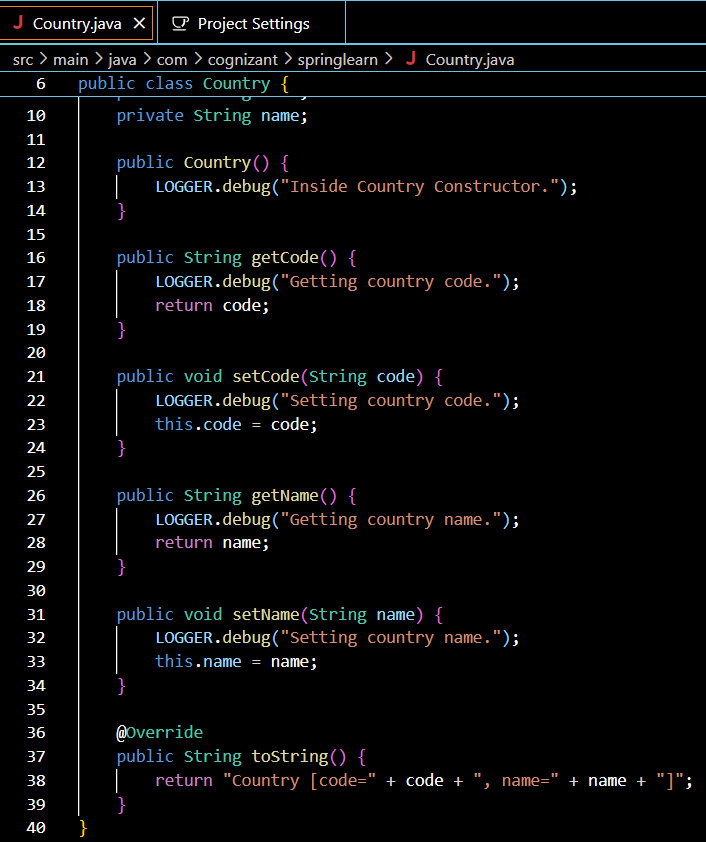 Country.java
Project Settings
src > main > java > com > cognizant > springlearn > Country.java
6 public class Country {
10 private String name;
11
12 public Country() {
13 LOGGER.debug("Inside Country Constructor.");
14 }
15
16 public String getCode() {
17 LOGGER.debug("Getting country code.");
18 return code;
19 }
20
21 public void setCode(String code) {
22 LOGGER.debug("Setting country code.");
23 this.code = code;
24 }
25
26 public String getName() {
27 LOGGER.debug("Getting country name.");
28 return name;
29 }
30
31 public void setName(String name) {
32 LOGGER.debug("Setting country name.");
33 this.name = name;
34 }
35
36 @Override
37 public String toString() {
38 return "Country [code=" + code + ", name=" + name + "]";
39 }
40 }